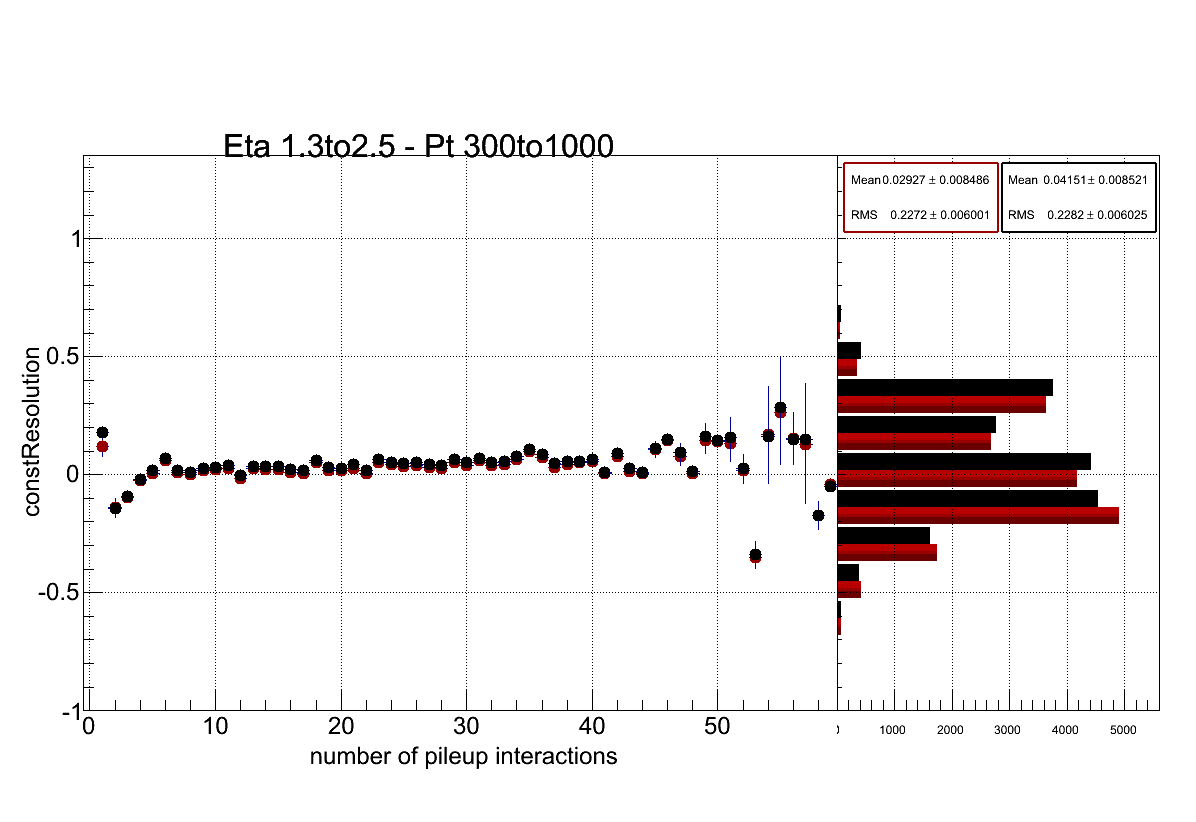 Eta 1.3to2.5 - Pt 300to1000
Mean 0.02927 ± 0.008486
RMS 0.2272 ± 0.006001
Mean 0.04151 ± 0.008521
RMS 0.2282 ± 0.006025
constResolution
1
0.5
0
-0.5
-1
0 10 20 30 40 50
1000 2000 3000 4000 5000
number of pileup interactions